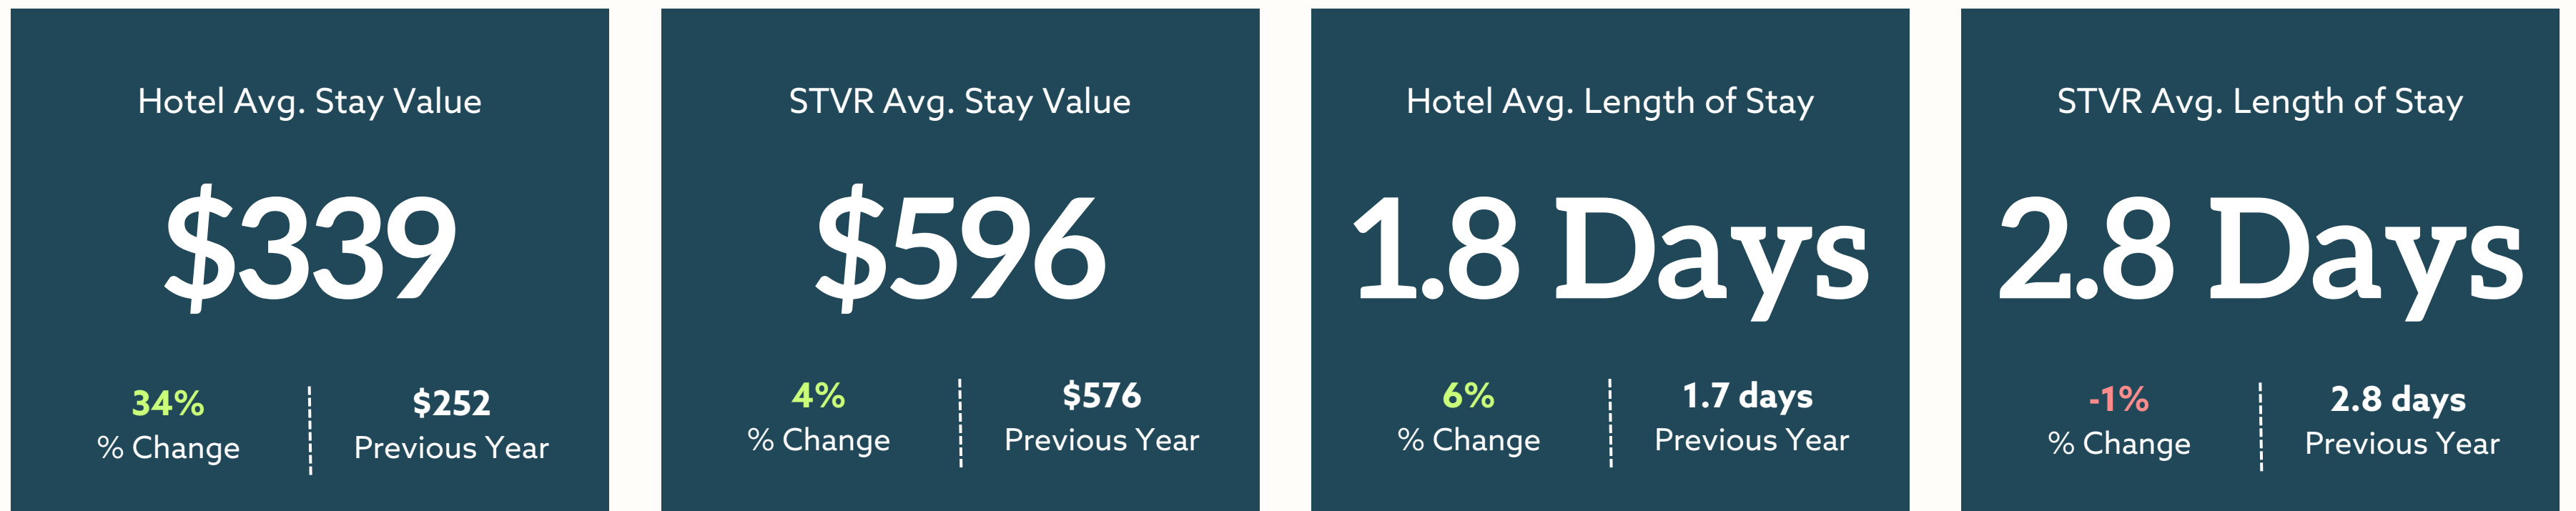 Hotel Avg. Stay Value
$339
34%
% Change
$252
Previous Year
STVR Avg. Stay Value
$596
4%
% Change
$576
Previous Year
Hotel Avg. Length of Stay
1.8 Days
6%
% Change
1.7 days
Previous Year
STVR Avg. Length of Stay
2.8 Days
-1%
% Change
2.8 days
Previous Year